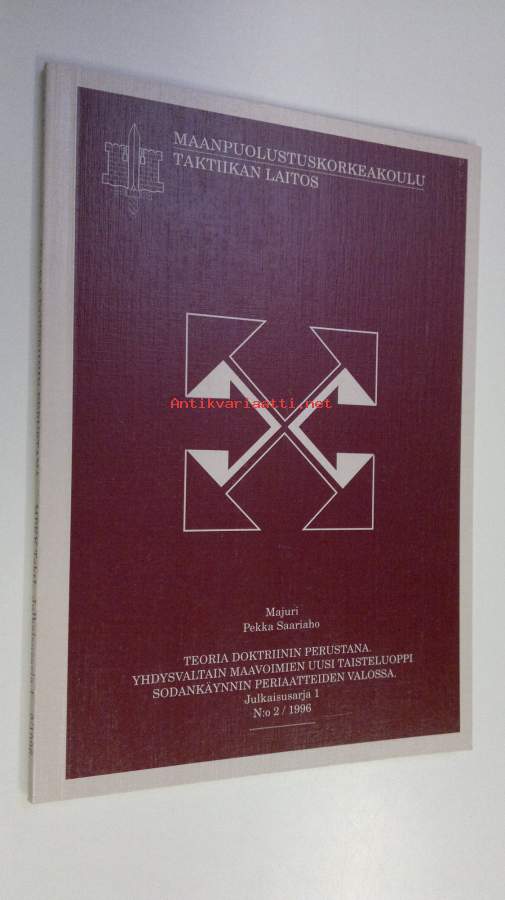 MAANPUOLUSTUSKORKEAKOULU
TAKTIIKAN LAITOS
Antikvariaatti.net
Majuri
Pekka Saariaho
TEORIA DOKTRIININ PERUSTANA.
YHDYSVALTAIN MAAVOIMIEN UUSI TAISTELUOPPI
SODANKÄYNNIN PERIAATTEIDEN VALOSSA.
Julkaisusarja 1
N:o 2 / 1996